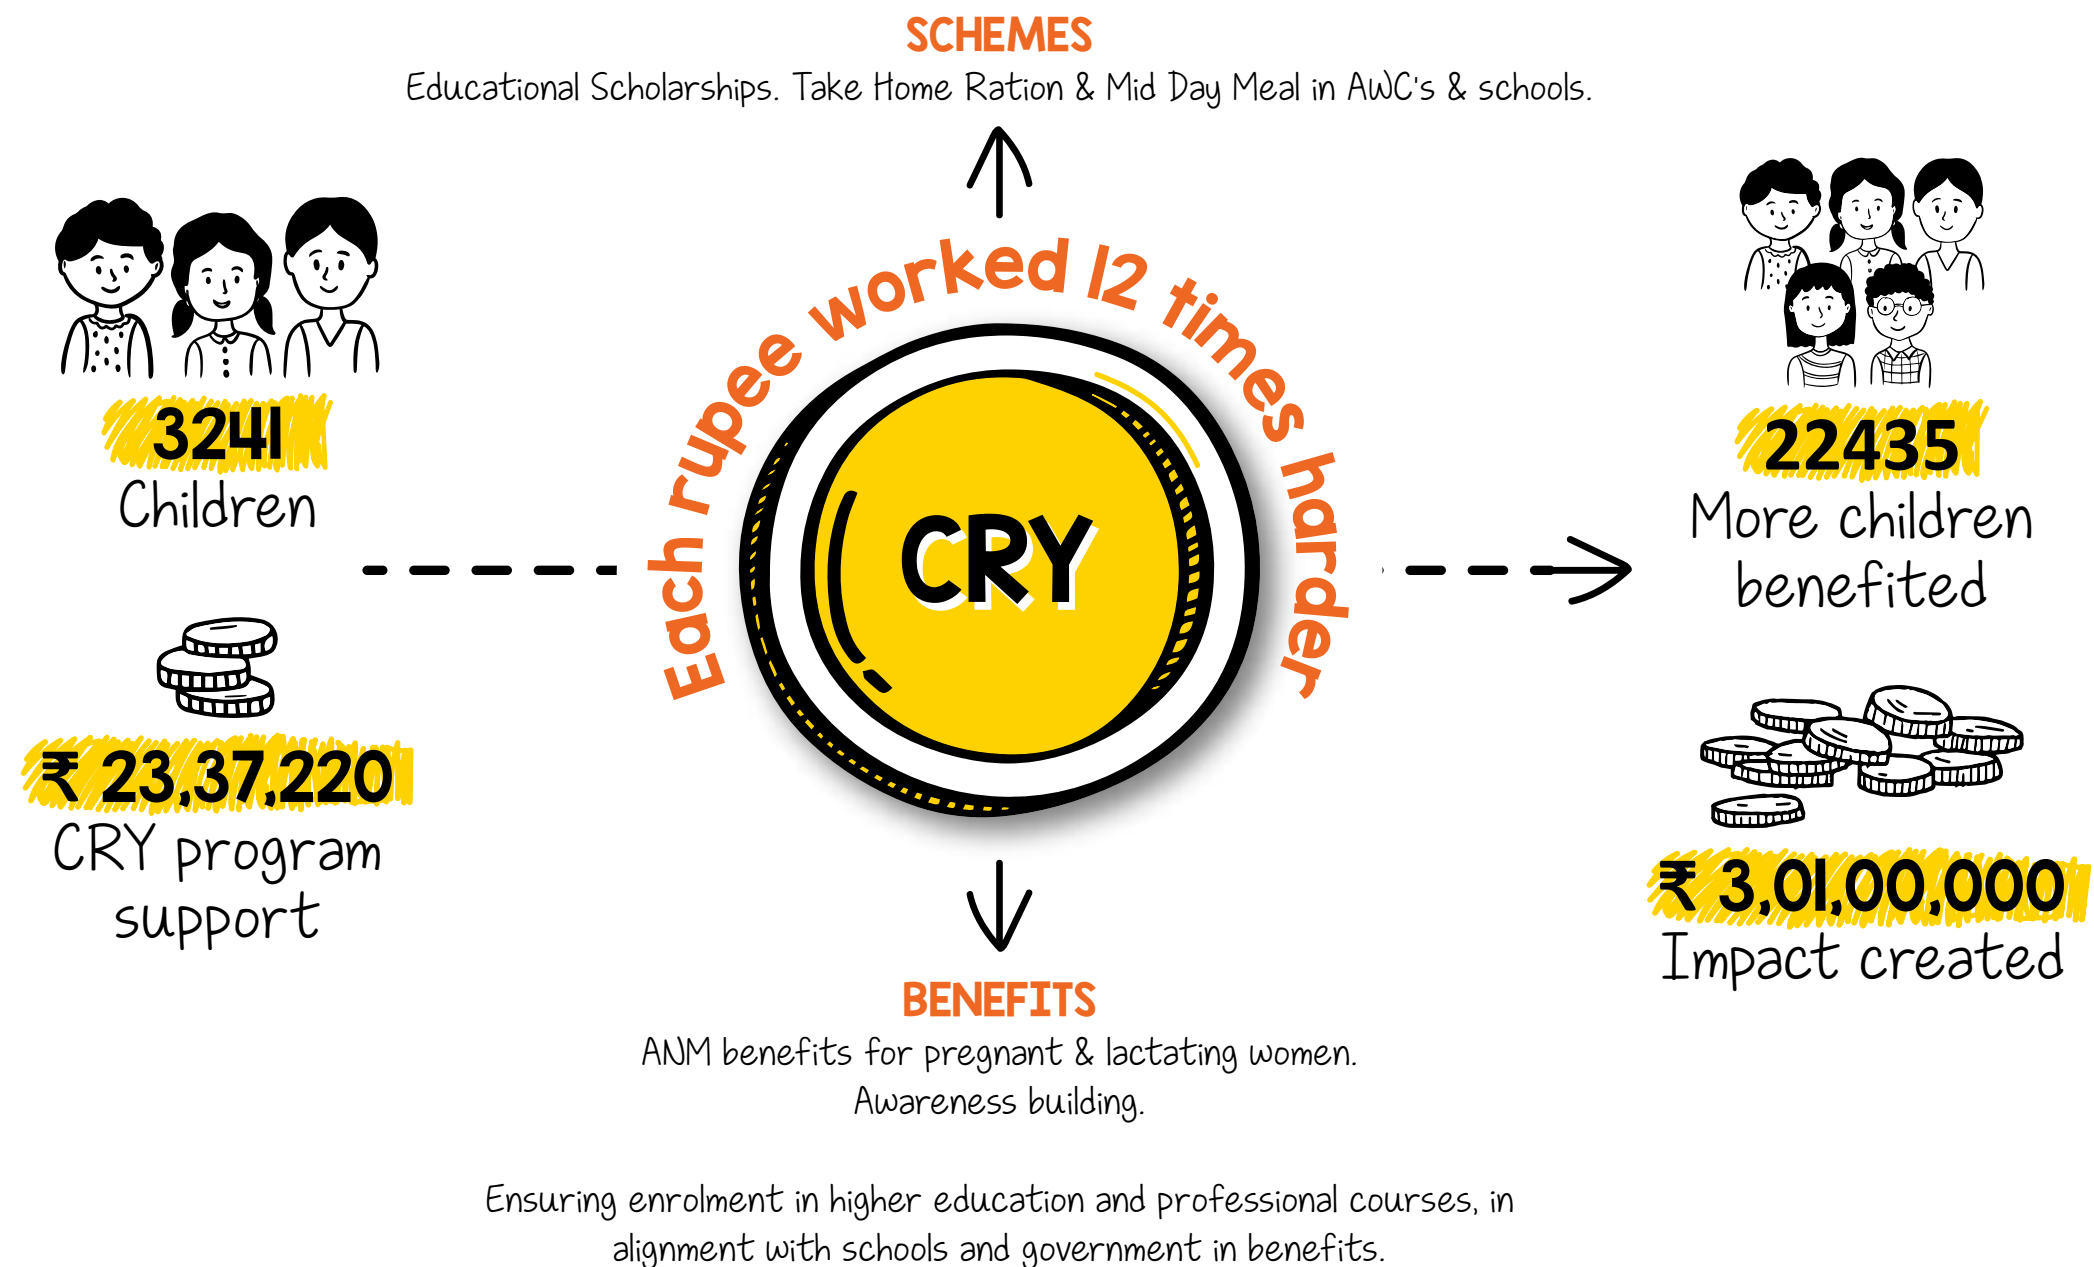 SCHEMES
Educational Scholarships. Take Home Ration & Mid Day Meal in AWC's & schools.
Each rupee worked 12 times harder
CRY
3241
Children
₹ 23,37,220
CRY program
support
22435
More children
benefited
₹ 3,01,00,000
Impact created
BENEFITS
ANM benefits for pregnant & lactating women.
Awareness building.
Ensuring enrolment in higher education and professional courses, in
alignment with schools and government in benefits.